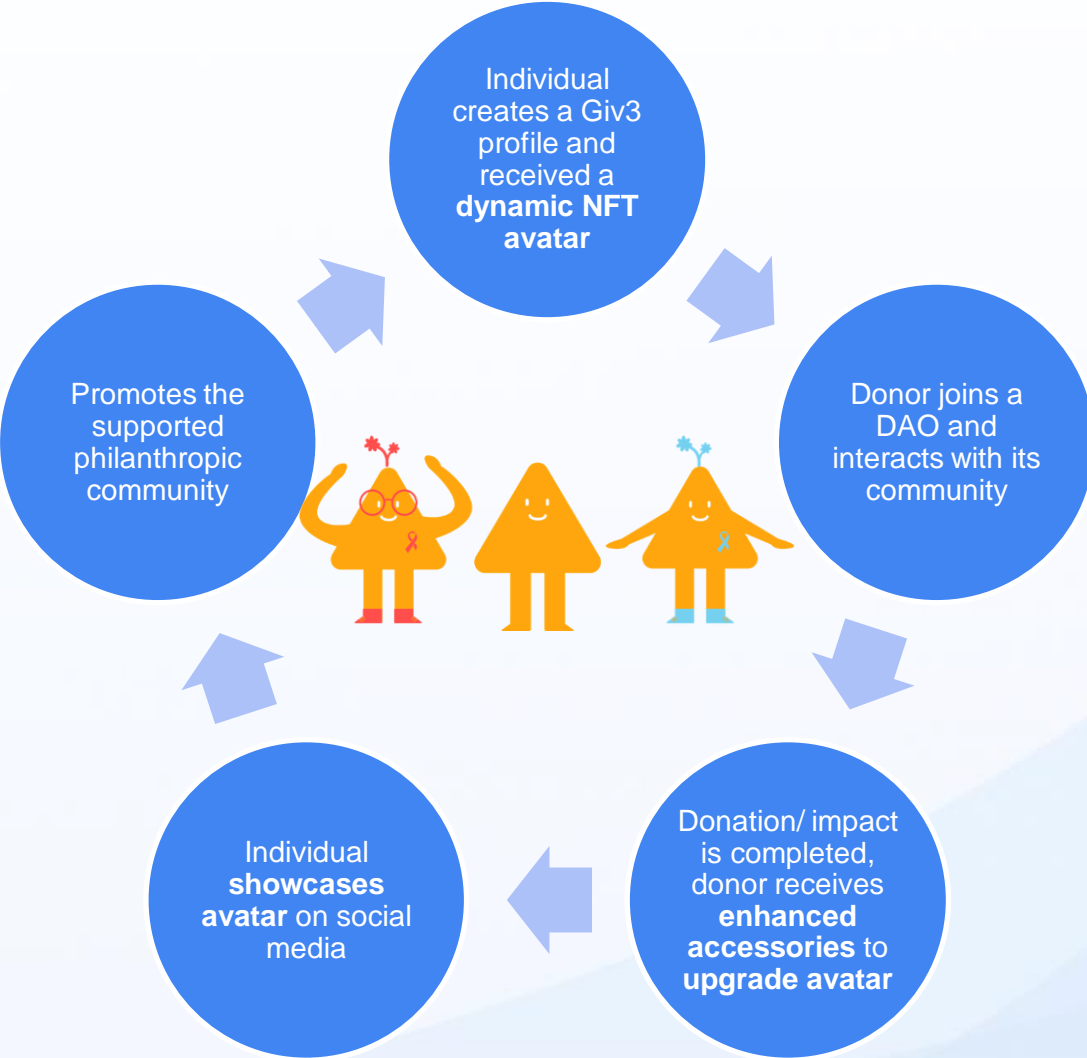 Individual
creates a Giv3
profile and
received a
dynamic NFT
avatar
Donor joins a
DAO and
interacts with its
community
Donation/ impact
is completed,
donor receives
enhanced
accessories to
upgrade avatar
Individual
showcases
avatar on social
media
Promotes the
supported
philanthropic
community